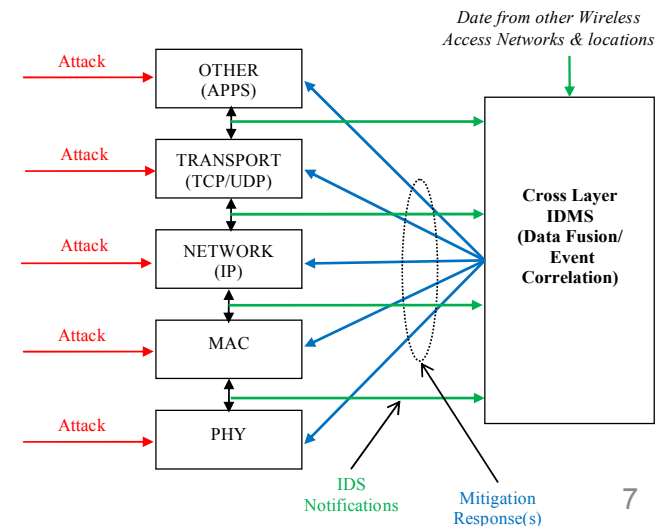 Date from other Wireless
Access Networks & locations
Attack
OTHER
(APPS)
Attack
TRANSPORT
(TCP/UDP)
Attack
NETWORK
(IP)
Attack
MAC
Attack
PHY
Cross Layer
IDMS
(Data Fusion/
Event
Correlation)
IDS
Notifications
Mitigation
Response(s)
7